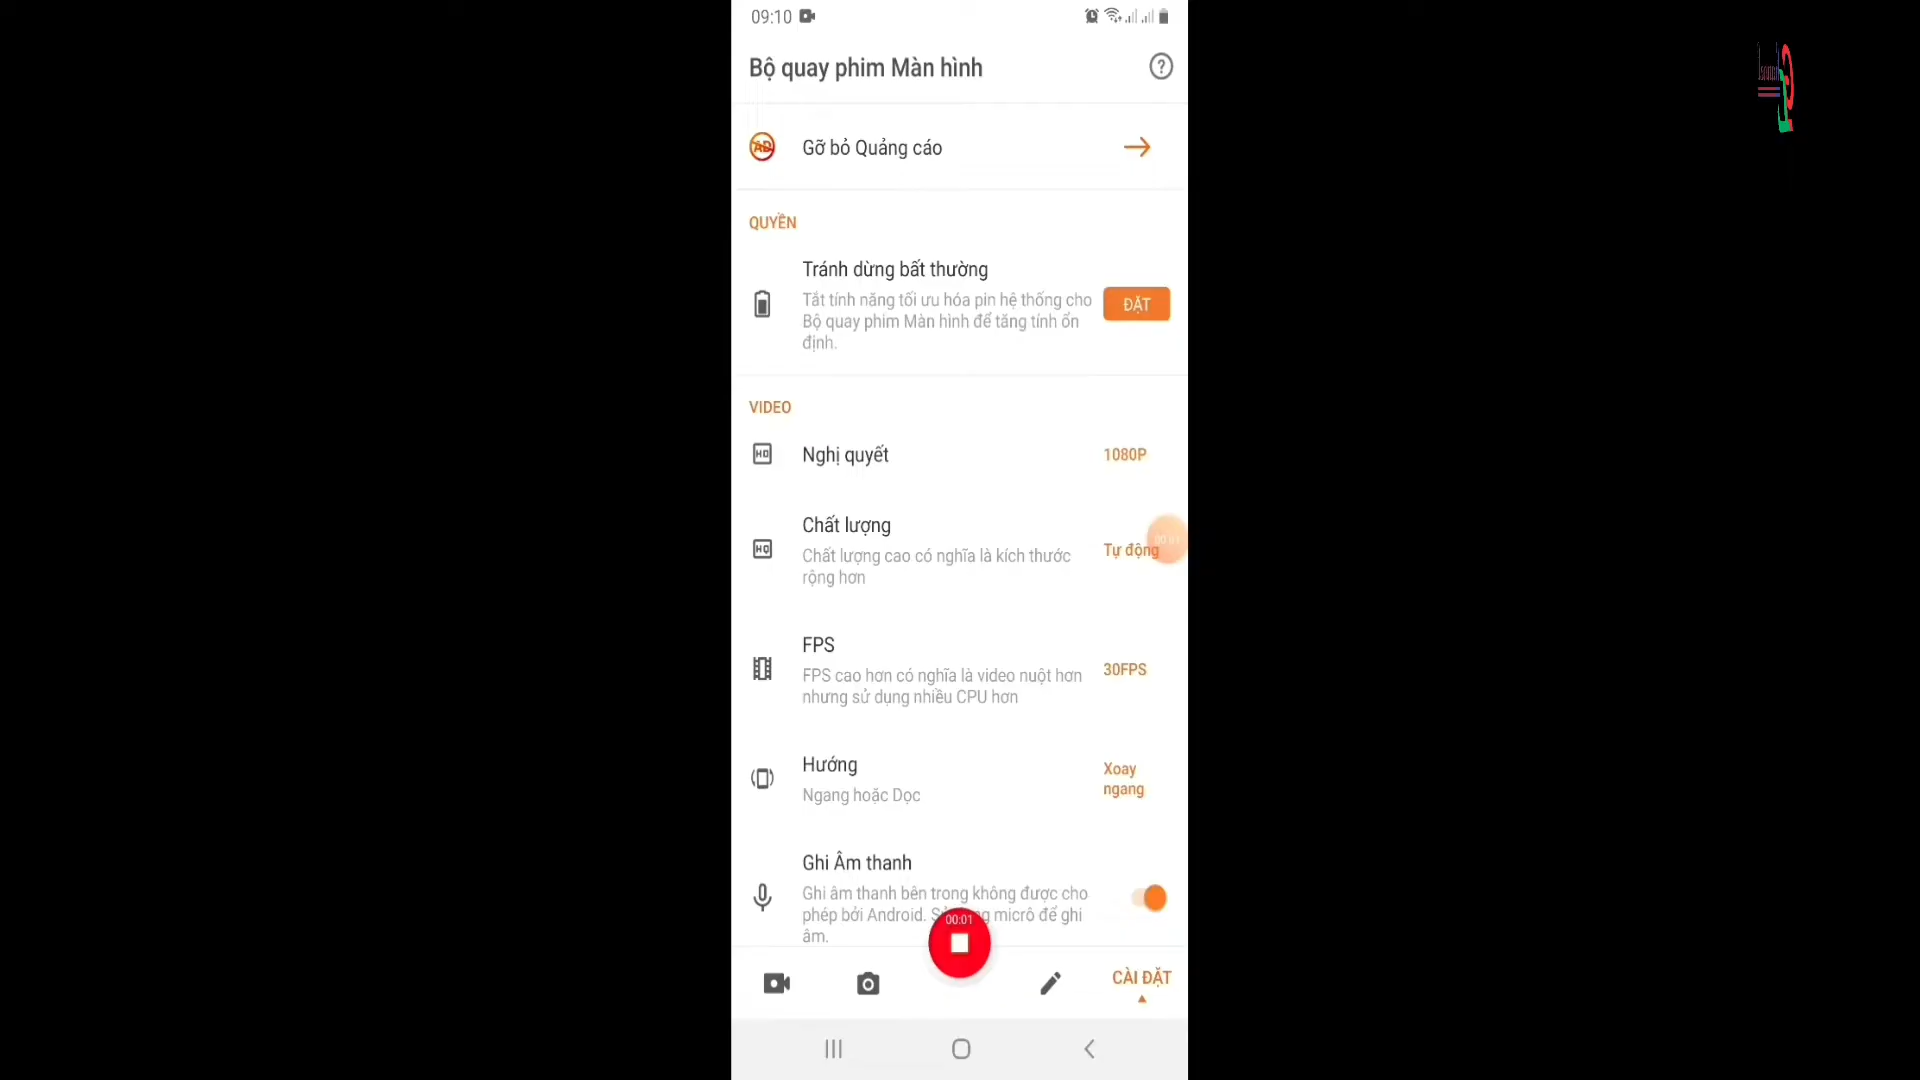 09:10
Bộ quay phim Màn hình
AD
Gỡ bỏ Quảng cáo
QUYỀN
Tránh dừng bất thường
Tắt tính năng tối ưu hóa pin hệ thống cho
Bộ quay phim Màn hình để tăng tính ổn
định.
ĐẶT
VIDEO
HD
Nghị quyết
1080P
HQ
Chất lượng
Chất lượng cao có nghĩa là kích thước
rộng hơn
Tự động
00:01
FPS
FPS cao hơn có nghĩa là video nuột hơn
nhưng sử dụng nhiều CPU hơn
30FPS
Hướng
Ngang hoặc Dọc
Xoay
ngang
Ghi Âm thanh
Ghi âm thanh bên trong không được cho
phép bởi Android. micrô để ghi
âm.
00:01
CÀI ĐẶT